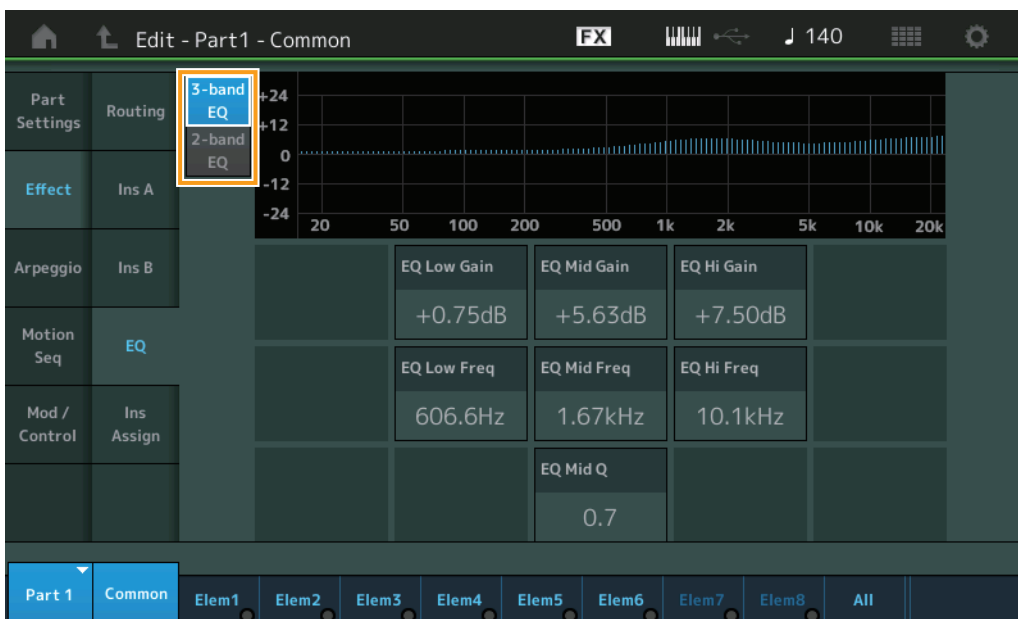 Edit - Part1 - Common
FX
♩ 140
Part
Settings
Routing
3-band
EQ
2-band
EQ
+24
+12
0
-12
-24
20 50 100 200 500 1k 2k 5k 10k 20k
Effect
Ins A
Arpeggio
Ins B
EQ Low Gain
EQ Mid Gain
EQ Hi Gain
+0.75dB
+5.63dB
+7.50dB
Motion
Seq
EQ
EQ Low Freq
EQ Mid Freq
EQ Hi Freq
606.6Hz
1.67kHz
10.1kHz
Mod /
Control
Ins
Assign
EQ Mid Q
0.7
Part 1
Common
Elem1
Elem2
Elem3
Elem4
Elem5
Elem6
Elem7
Elem8
All